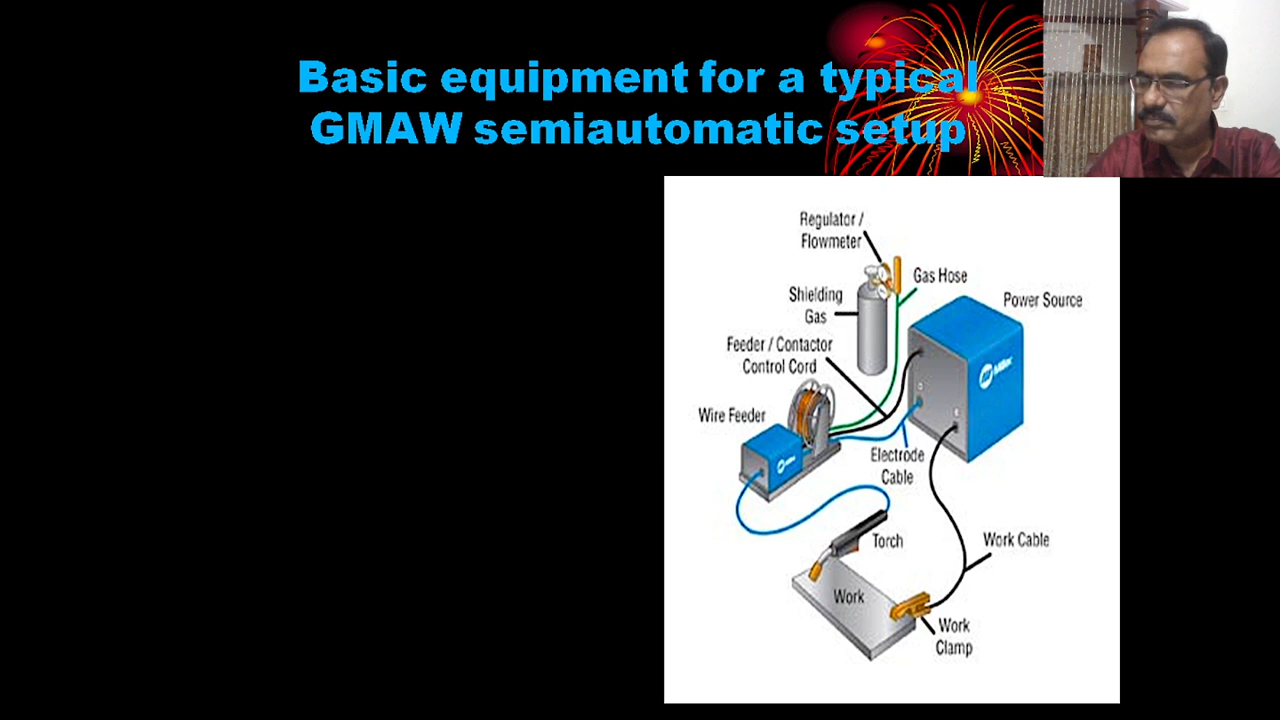 Basic equipment for a typical
GMAW semiautomatic setup
Regulator /
Flowmeter
Gas Hose
Shielding
Gas
Power Source
Feeder / Contactor
Control Cord
Miller
Wire Feeder
Electrode
Cable
Torch
Work Cable
Work
Work
Clamp